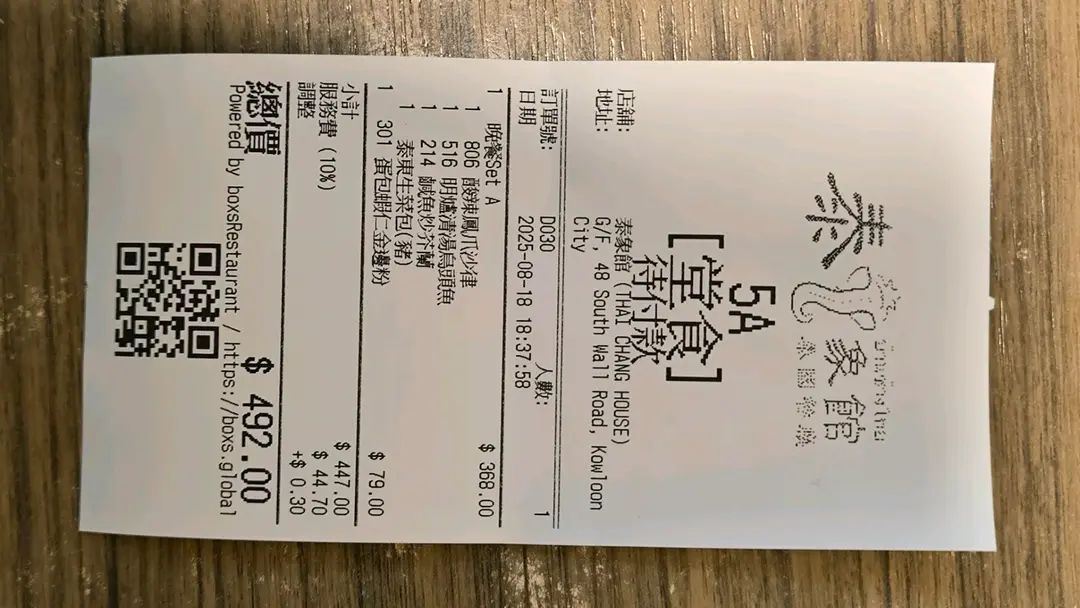 泰象館
泰國餐廳
5A
[堂食]
待付款
店舖: 泰象館 (THAI CHANG HOUSE)
地址: G/F, 48 South Wall Road, Kowloon
City
訂單號: D030 人數: 1
日期 2025-08-18 18:37:58
1 晚餐Set A $ 368.00
1 806 酸辣鳳爪沙律
1 516 明爐清湯烏頭魚
1 214 鹹魚炒芥蘭
1 泰東生菜包(豬)
1 301 蛋包蝦仁金邊粉 $ 79.00
小計 $ 447.00
服務費 (10%) $ 44.70
調整 +$ 0.30
總價 $ 492.00
Powered by boxsRestaurant / https://boxs.global